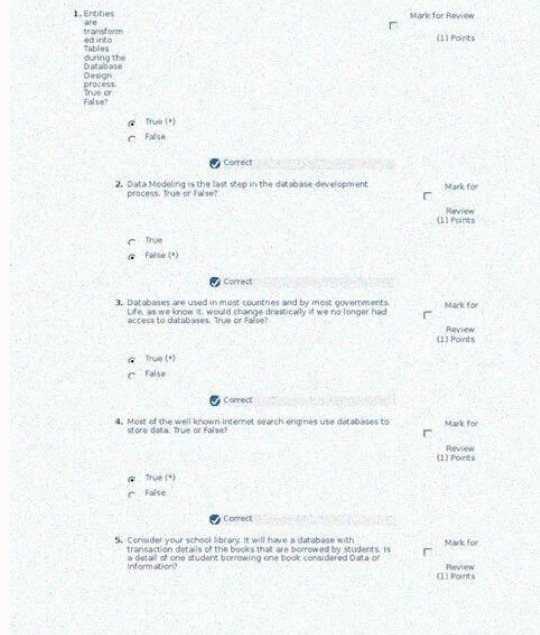 1. Entities
are
transform
ed into
Tables
during the
Database
Design
process.
True or
False?
Mark for Review
(1) Points
True (*)
False
Correct
2. Data Modeling is the last step in the database development
process. True or False?
Mark for
Review
(1) Points
True
False (*)
Correct
3. Databases are used in most countries and by most governments.
Life, as we know it, would change drastically if we no longer had
access to databases. True or False?
Mark for
Review
(1) Points
True (*)
False
Correct
4. Most of the well known Internet search engines use databases to
store data. True or False?
Mark for
Review
(1) Points
True (*)
False
Correct
5. Consider your school library. It will have a database with
transaction details of the books that are borrowed by students. Is
a detail of one student borrowing one book considered Data or
Information?
Mark for
Review
(1) Points